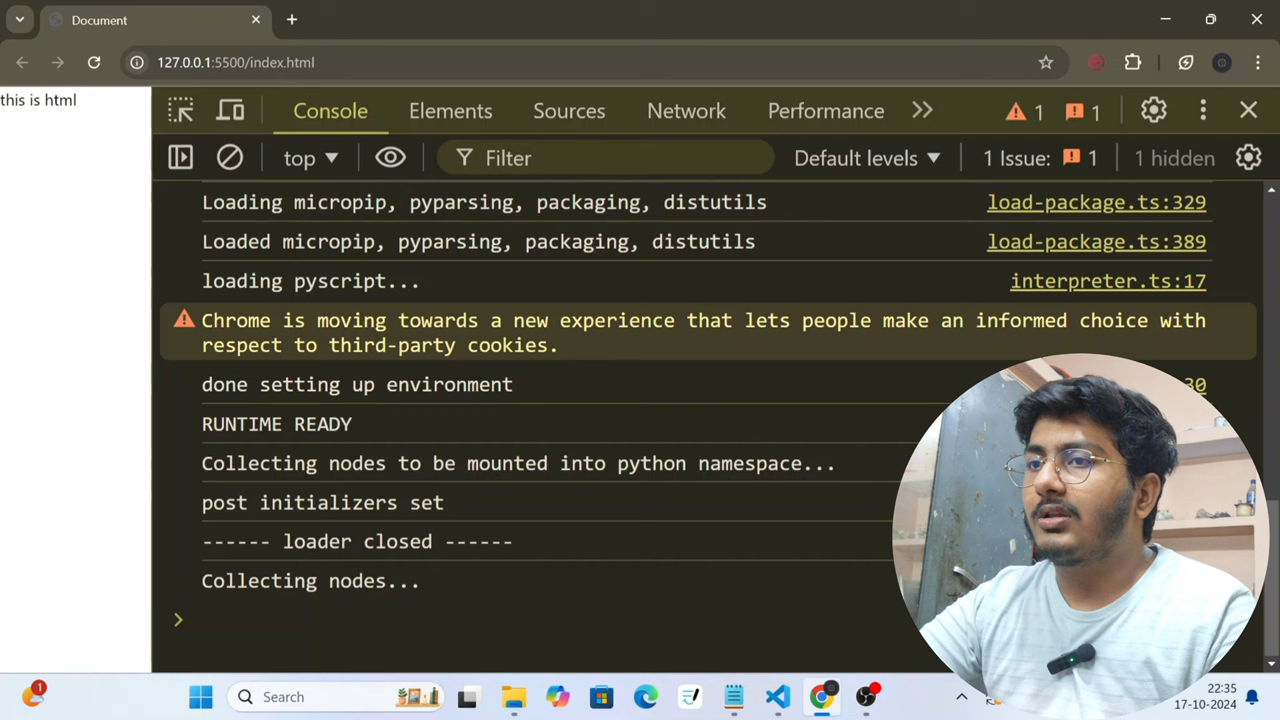 Document
127.0.0.1:5500/index.html
this is html
Console Elements Sources Network Performance 1 1
top Filter Default levels 1 Issue: 1 1 hidden
Loading micropip, pyparsing, packaging, distutils load-package.ts:329
Loaded micropip, pyparsing, packaging, distutils load-package.ts:389
loading pyscript... interpreter.ts:17
Chrome is moving towards a new experience that lets people make an informed choice with
respect to third-party cookies.
done setting up environment 30
RUNTIME READY
Collecting nodes to be mounted into python namespace...
post initializers set
------ loader closed ------
Collecting nodes...
>
1 Search 22:35
17-10-2024